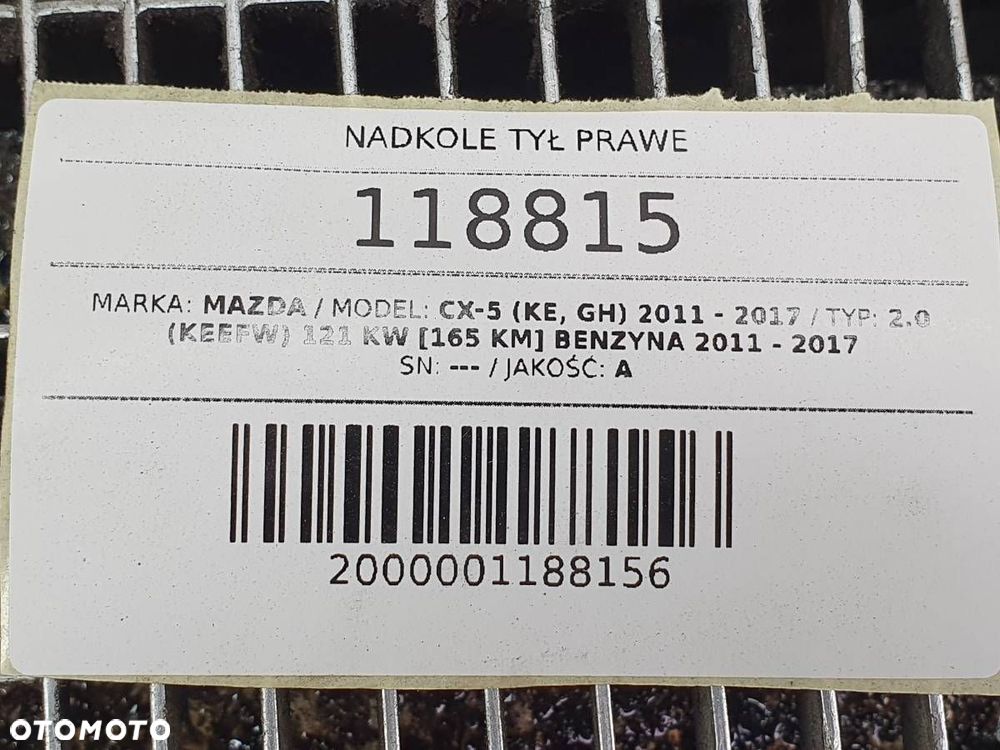 NADKOLE TYŁ PRAWE
118815
MARKA: MAZDA / MODEL: CX-5 (KE, GH) 2011 - 2017 / TYP: 2.0
(KEEFW) 121 KW [165 KM] BENZYNA 2011 - 2017
SN: --- / JAKOŚĆ: A
2000001188156
OTOMOTO